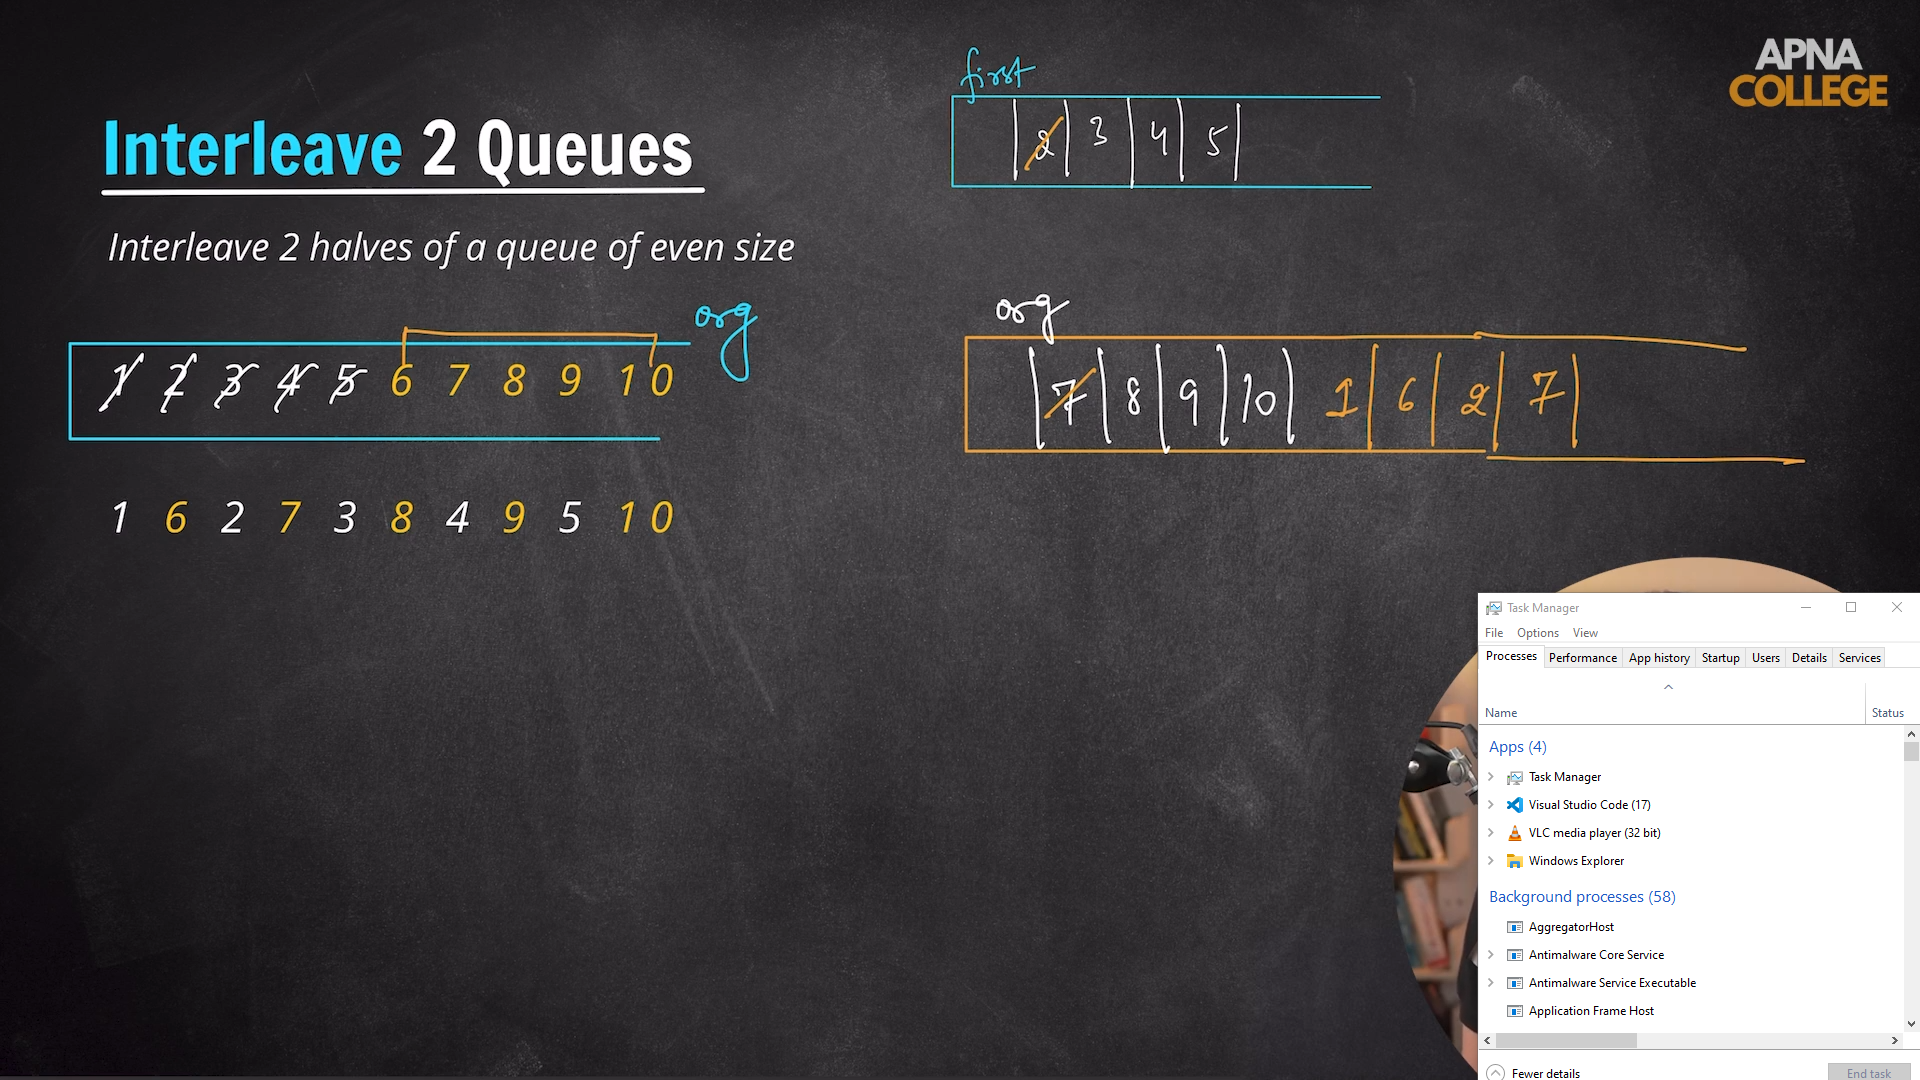 first
APNA
COLLEGE
2 3 4 5
Interleave 2 Queues
Interleave 2 halves of a queue of even size
org
org
1 2 3 4 5 6 7 8 9 10
7 8 9 10 1 6 2 7
1 6 2 7 3 8 4 9 5 10
Task Manager
File Options View
Processes Performance App history Startup Users Details Services
Name Status
Apps (4)
Task Manager
Visual Studio Code (17)
VLC media player (32 bit)
Windows Explorer
Background processes (58)
AggregatorHost
Antimalware Core Service
Antimalware Service Executable
Application Frame Host
Fewer details End task